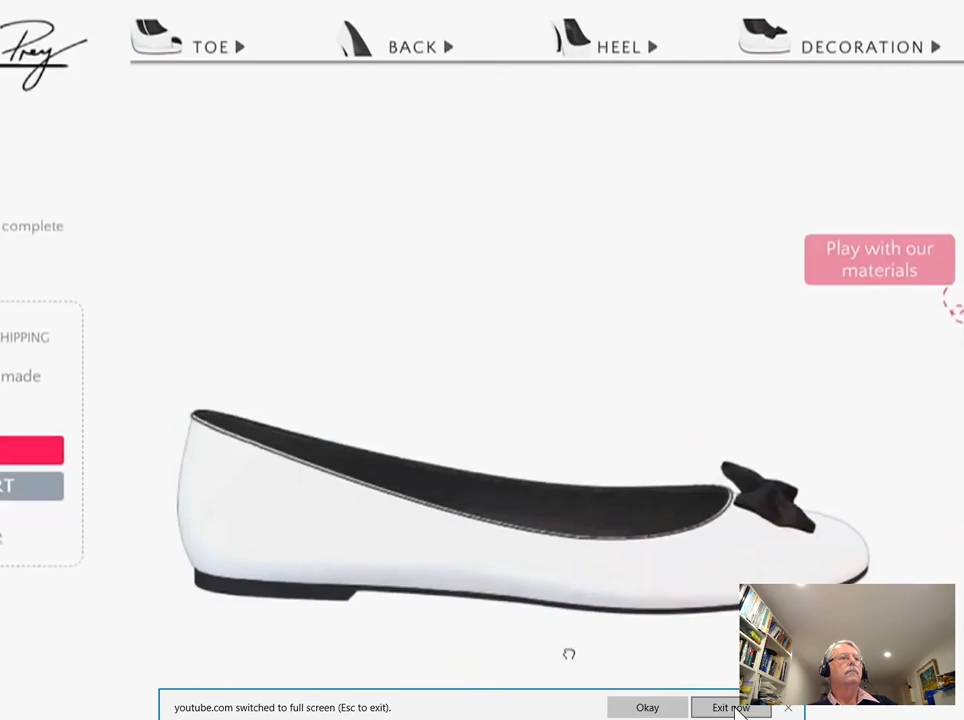 Prey
TOE
BACK
HEEL
DECORATION
complete
Play with our
materials
HIPPING
made
RT
youtube.com switched to full screen (Esc to exit).
Okay
Exit now